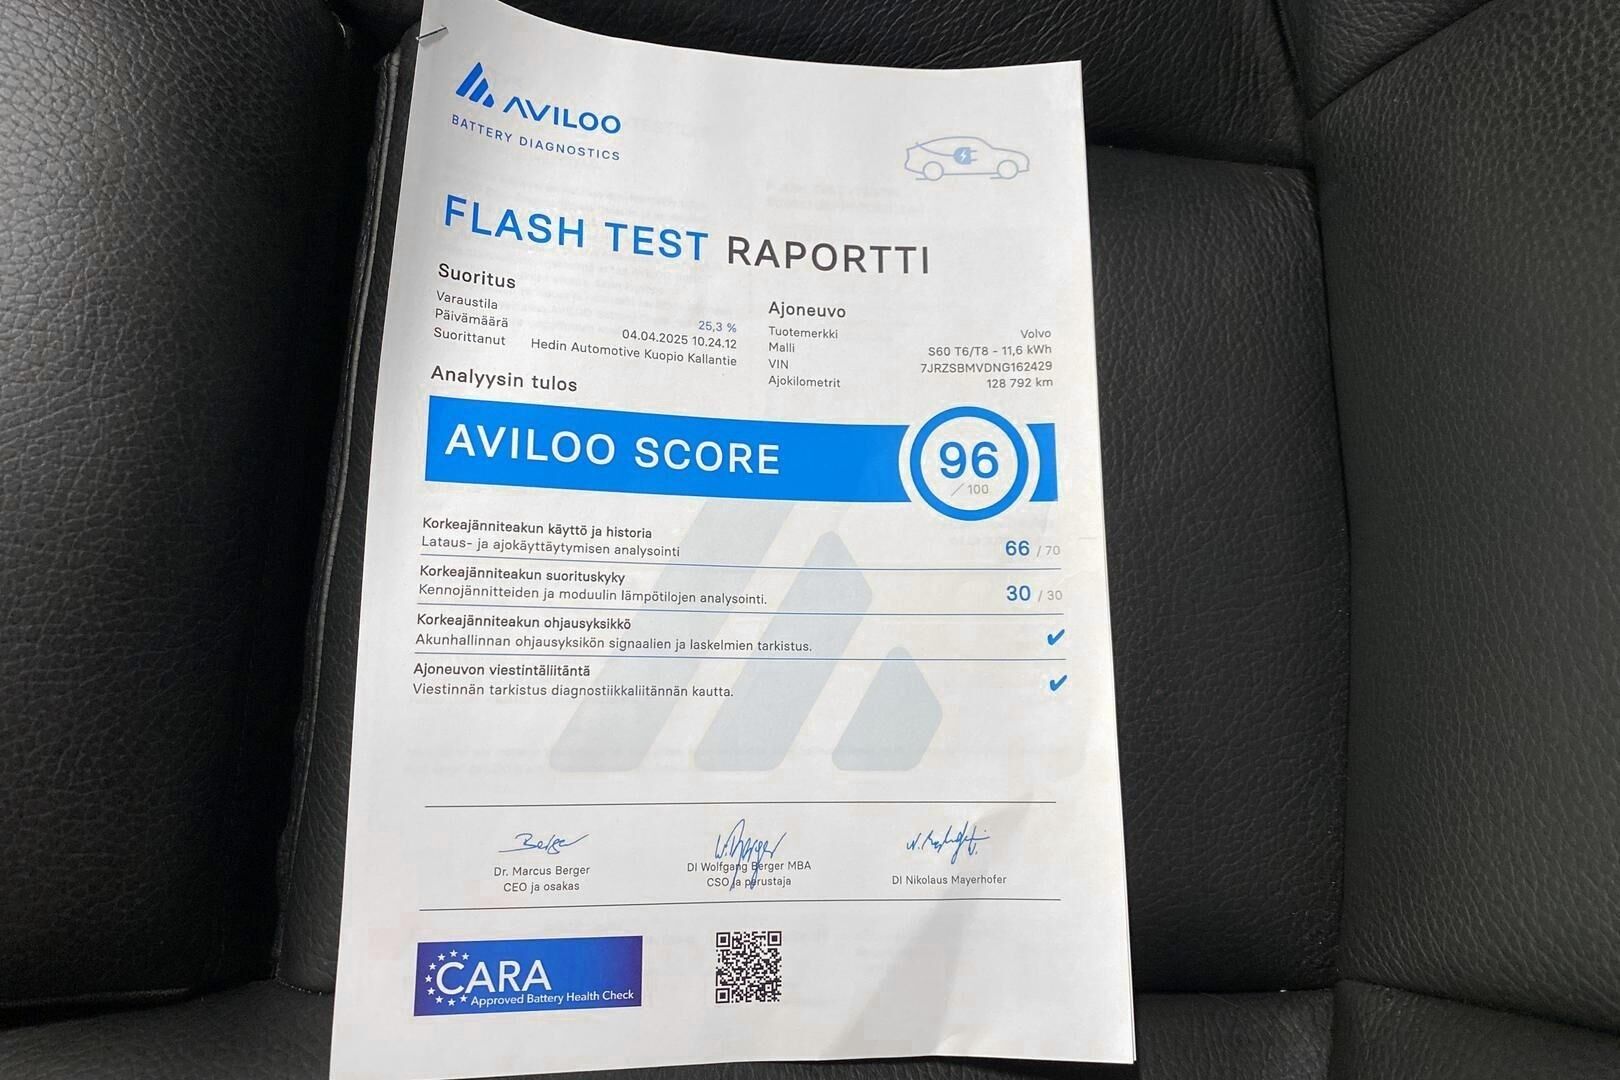 AVILOO
BATTERY DIAGNOSTICS
FLASH TEST RAPORTTI
Suoritus
Varaustila 25,3 %
Päivämäärä 04.04.2025 10.24.12
Suorittanut Hedin Automotive Kuopio Kallantie
Ajoneuvo
Tuotemerkki Volvo
Malli S60 T6/T8 - 11,6 kWh
VIN 7JRZSBMVDNG162429
Ajokilometrit 128 792 km
Analyysin tulos
AVILOO SCORE 96 / 100
Korkeajänniteakun käyttö ja historia
Lataus- ja ajokäyttäytymisen analysointi 66 / 70
Korkeajänniteakun suorituskyky
Kennojännitteiden ja moduulin lämpötilojen analysointi. 30 / 30
Korkeajänniteakun ohjausyksikkö
Akunhallinnan ohjausyksikön signaalien ja laskelmien tarkistus. ✔
Ajoneuvon viestintäliitäntä
Viestinnän tarkistus diagnostiikkaliitännän kautta. ✔
Berger
W. Berger
Dr. Marcus Berger
CEO ja osakas
DI Wolfgang Berger MBA
CSO ja perustaja
DI Nikolaus Mayerhofer
CARA
Approved Battery Health Check